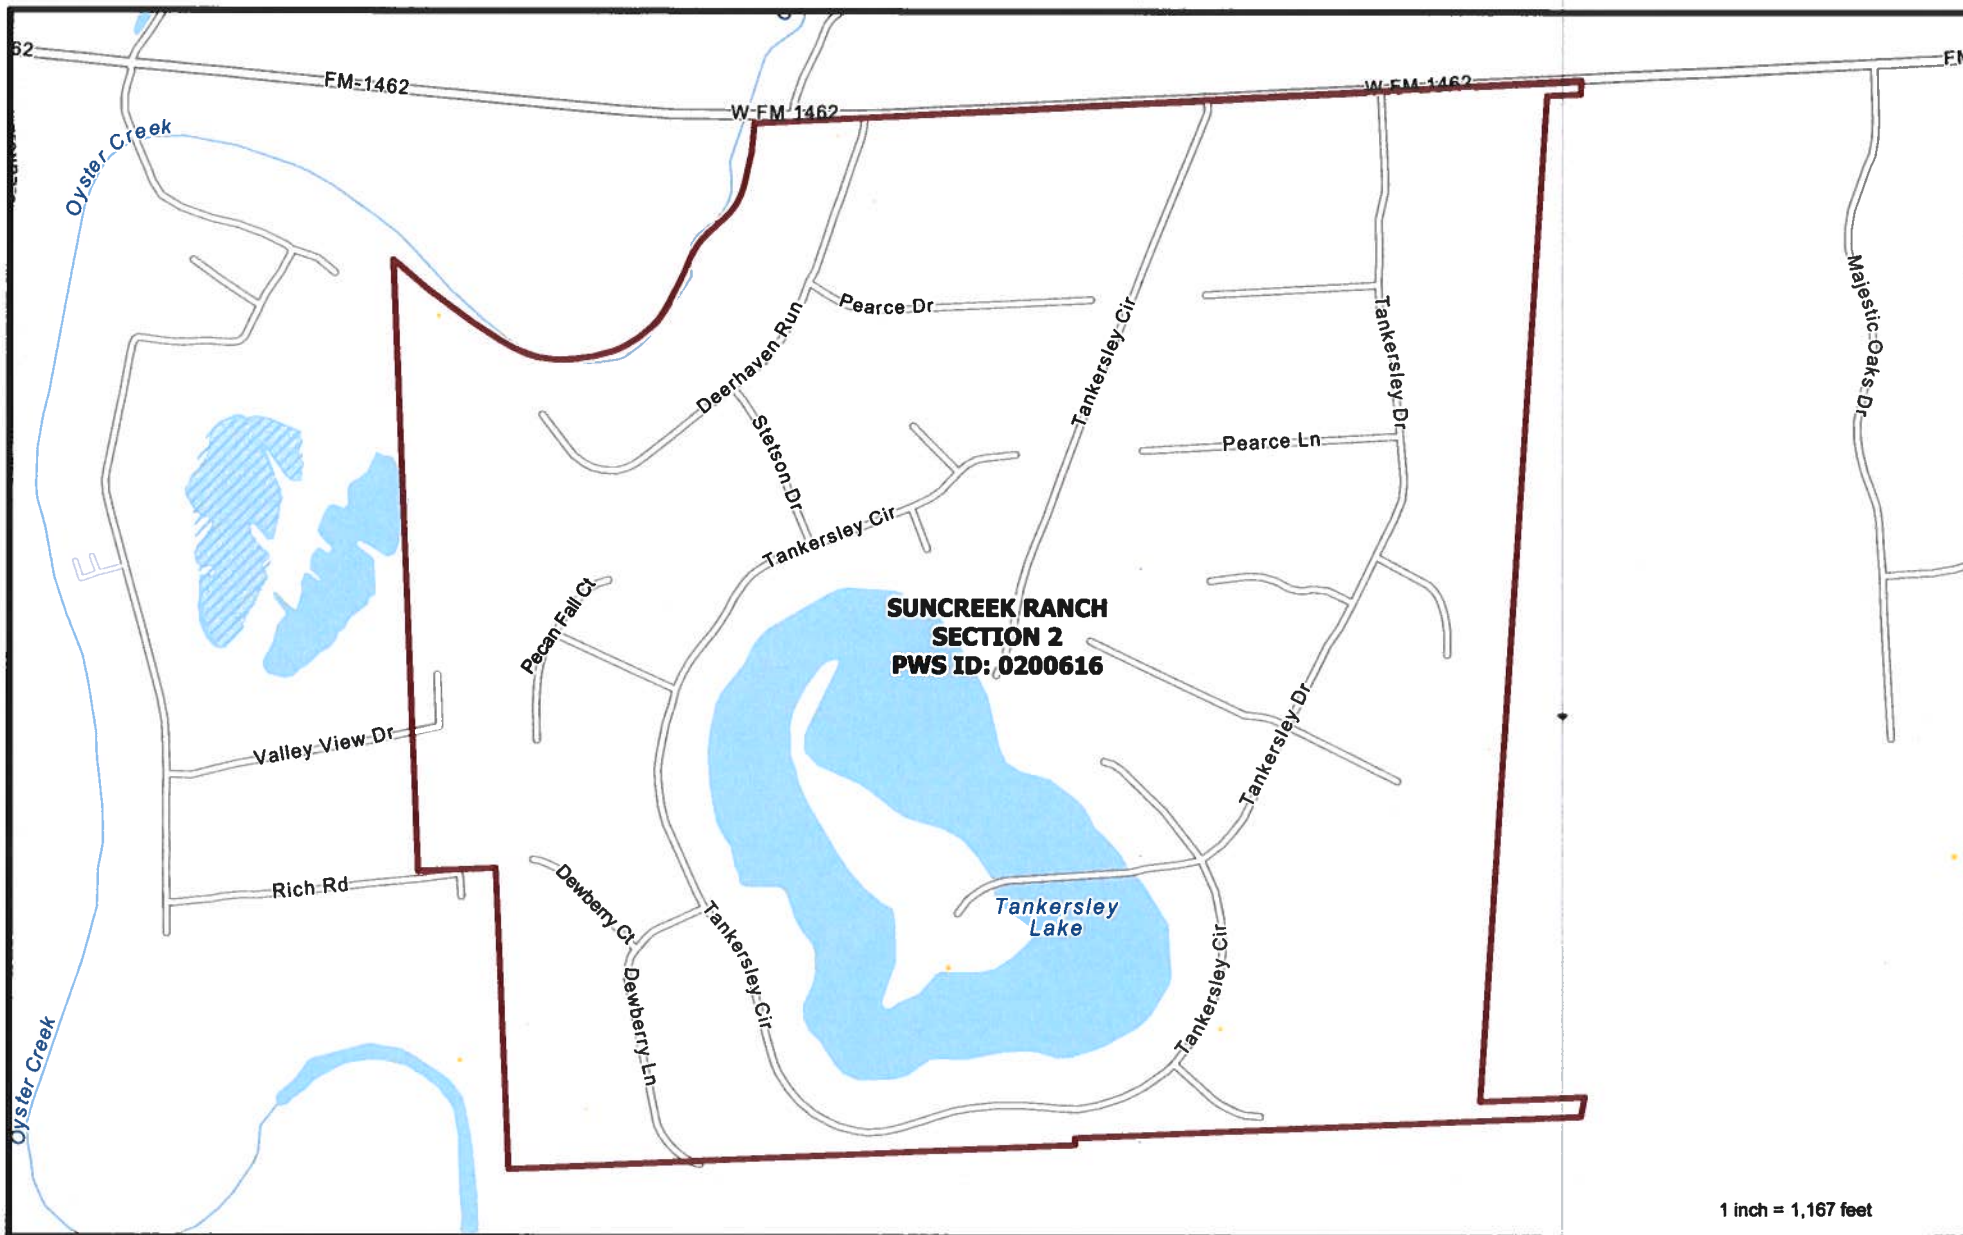 62
FM-1462
W-FM-1462
W-FM-1462
FM
Oyster Creek
Pearce Dr
Deerhaven-Run
Tankersley Cir
Tankersley-Dr
Majestic-Oaks-Dr
Stetson-Dr
Pearce Ln
Tankersley Cir
Pecan Fall Ct
SUNCREEK RANCH
SECTION 2
PWS ID: 0200616
Valley-View-Dr
Tankersley-Dr
Rich-Rd
Dewberry Ct
Tankersley
Lake
Tankersley-Cir
Tankersley-Cir
Dewberry-Ln
Oyster Creek
1 inch = 1,167 feet